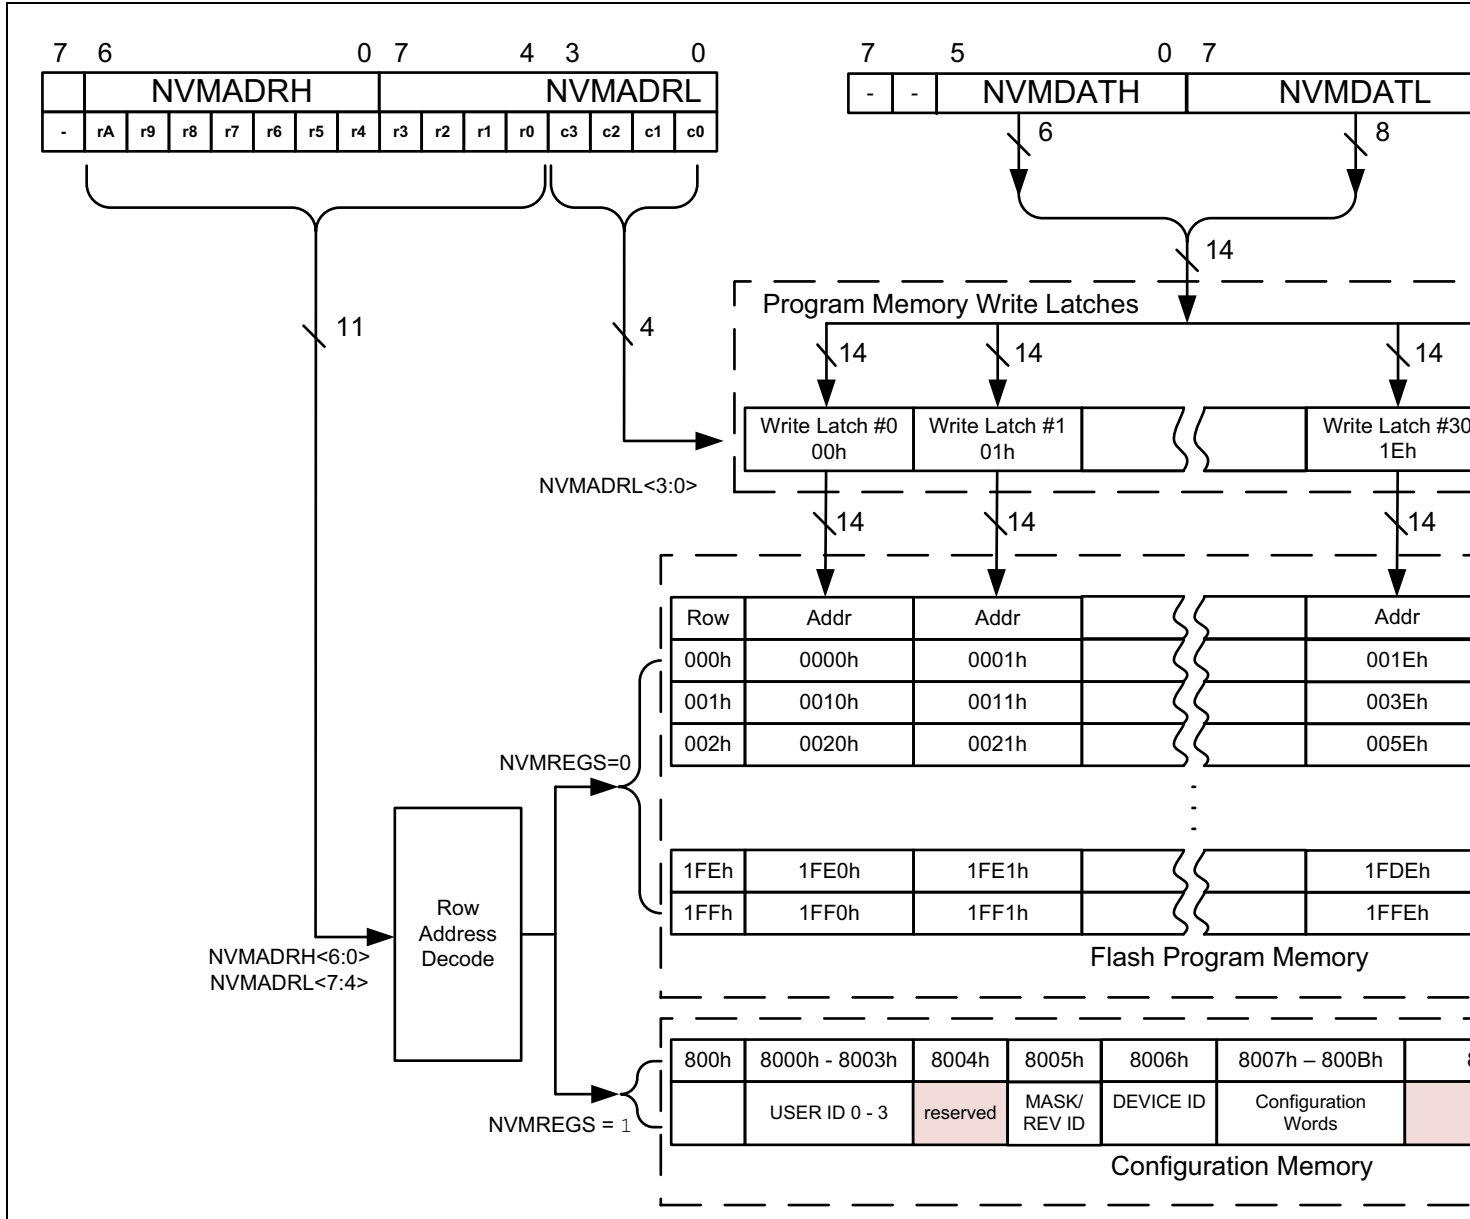 7 6 0 7 4 3 0
NVMADRH NVMADRL
- rA r9 r8 r7 r6 r5 r4 r3 r2 r1 r0 c3 c2 c1 c0
7 5 0 7
- - NVMDATH NVMDATL
6 8
14
Program Memory Write Latches
11 4
14 14 14
Write Latch #0
00h
Write Latch #1
01h
Write Latch #30
1Eh
NVMADRL<3:0>
14 14 14
Row Addr Addr Addr
000h 0000h 0001h 001Eh
001h 0010h 0011h 003Eh
002h 0020h 0021h 005Eh
NVMREGS=0
1FEh 1FE0h 1FE1h 1FDEh
1FFh 1FF0h 1FF1h 1FFEh
Flash Program Memory
Row
Address
Decode
NVMADRH<6:0>
NVMADRL<7:4>
800h 8000h - 8003h 8004h 8005h 8006h 8007h – 800Bh
USER ID 0 - 3
reserved
MASK/
REV ID
DEVICE ID
Configuration
Words
NVMREGS = 1
Configuration Memory